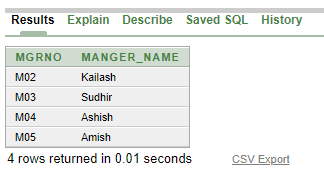 Results Explain Describe Saved SQL History
MGRNO MANGER_NAME
M02 Kailash
M03 Sudhir
M04 Ashish
M05 Amish
4 rows returned in 0.01 seconds CSV Export